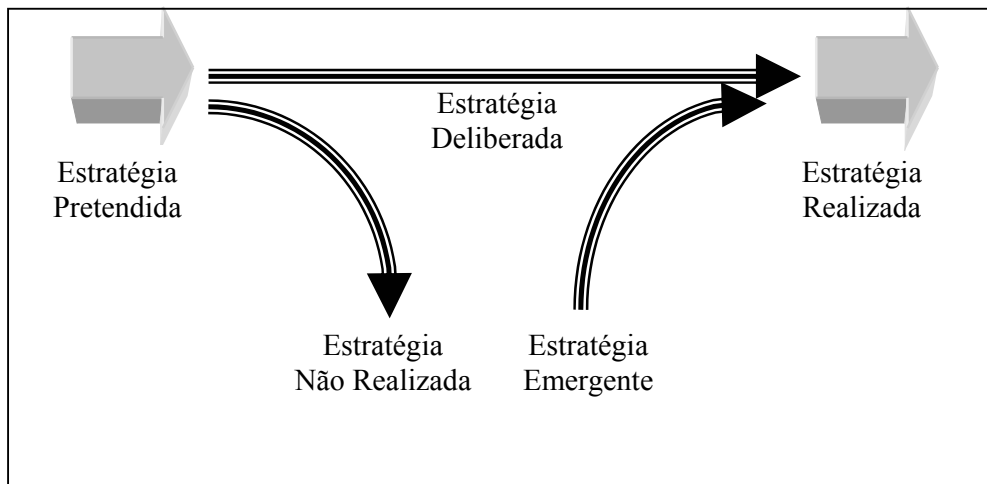 Estratégia
Deliberada
Estratégia
Pretendida
Estratégia
Realizada
Estratégia
Não Realizada
Estratégia
Emergente